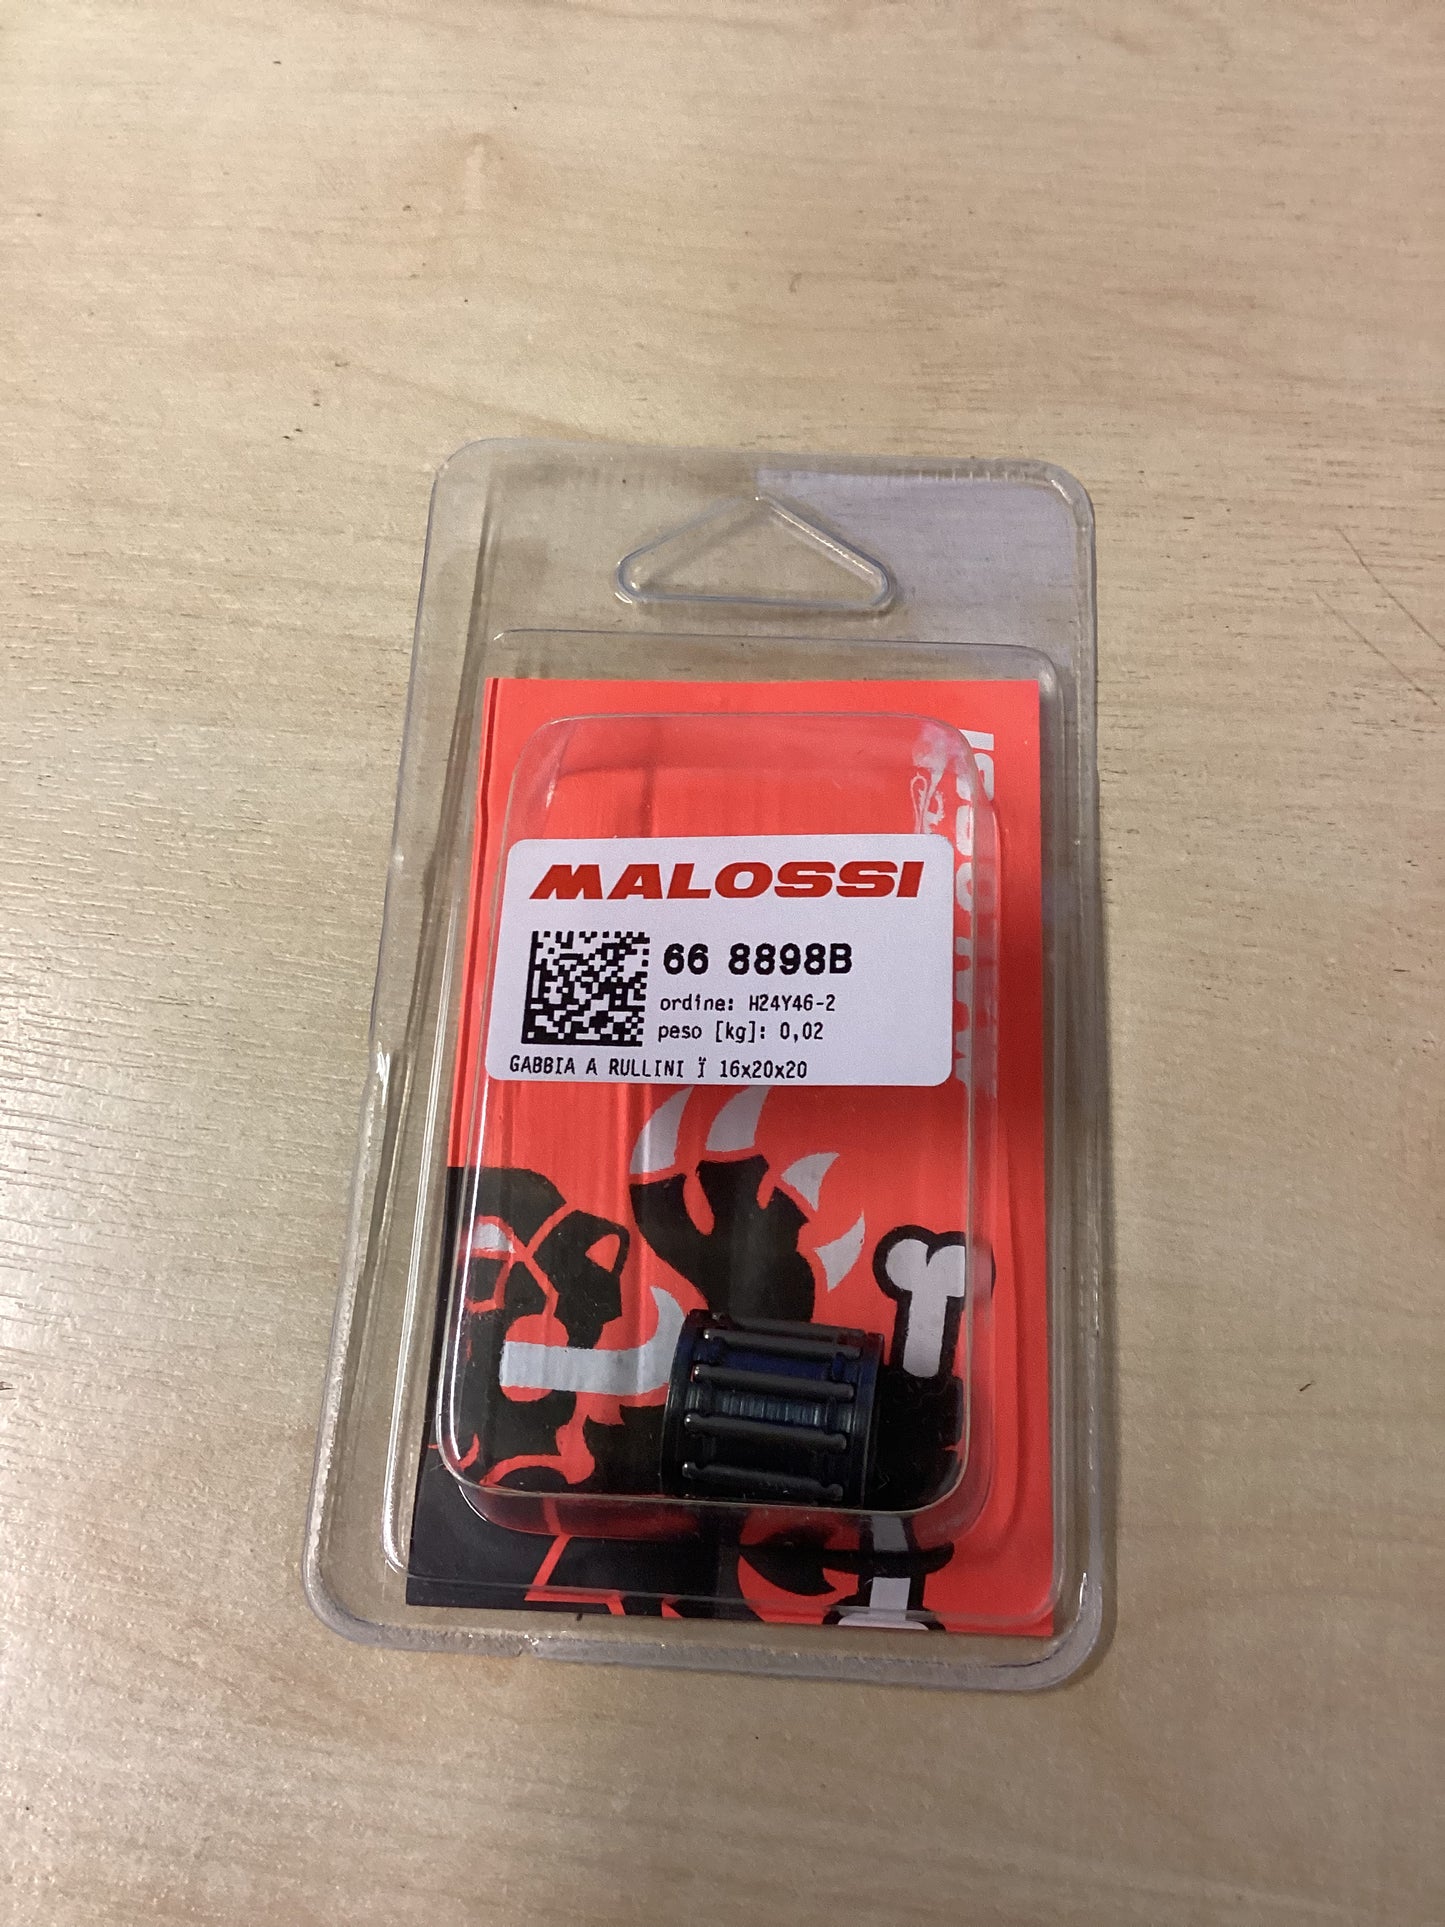 MALOSSI
66 8898B
ordine: H24Y46-2
peso [kg]: 0,02
GABBIA A RULLINI Ï 16x20x20